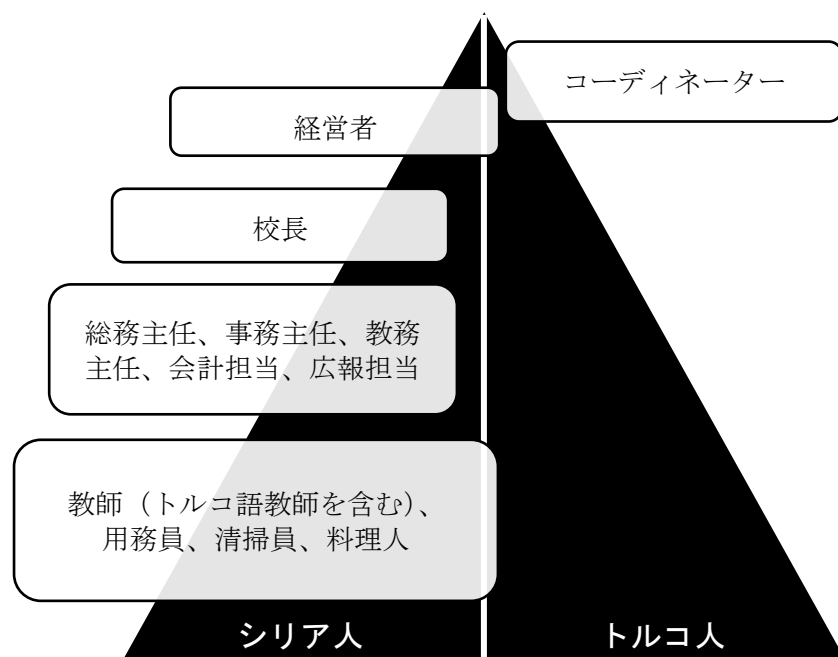 コーディネーター
経営者
校長
総務主任、事務主任、教務
主任、会計担当、広報担当
教師（トルコ語教師を含む）、
用務員、清掃員、料理人
シリア人
トルコ人